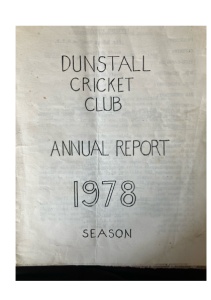 DUNSTALL
CRICKET
CLUB
ANNUAL REPORT
1978
SEASON